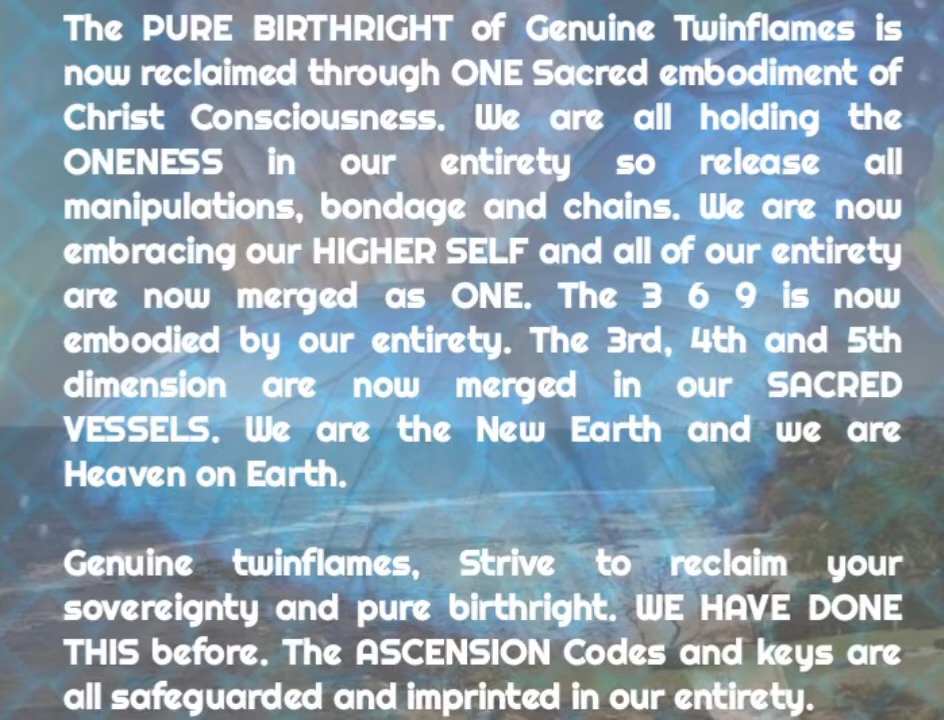 The PURE BIRTHRIGHT of Genuine Twinflames is
now reclaimed through ONE Sacred embodiment of
Christ Consciousness. We are all holding the
ONENESS in our entirety so release all
manipulations, bondage and chains. We are now
embracing our HIGHER SELF and all of our entirety
are now merged as ONE. The 3 6 9 is now
embodied by our entirety. The 3rd, 4th and 5th
dimension are now merged in our SACRED
VESSELS. We are the New Earth and we are
Heaven on Earth.
Genuine twinflames, Strive to reclaim your
sovereignty and pure birthright. WE HAVE DONE
THIS before. The ASCENSION Codes and keys are
all safeguarded and imprinted in our entirety.